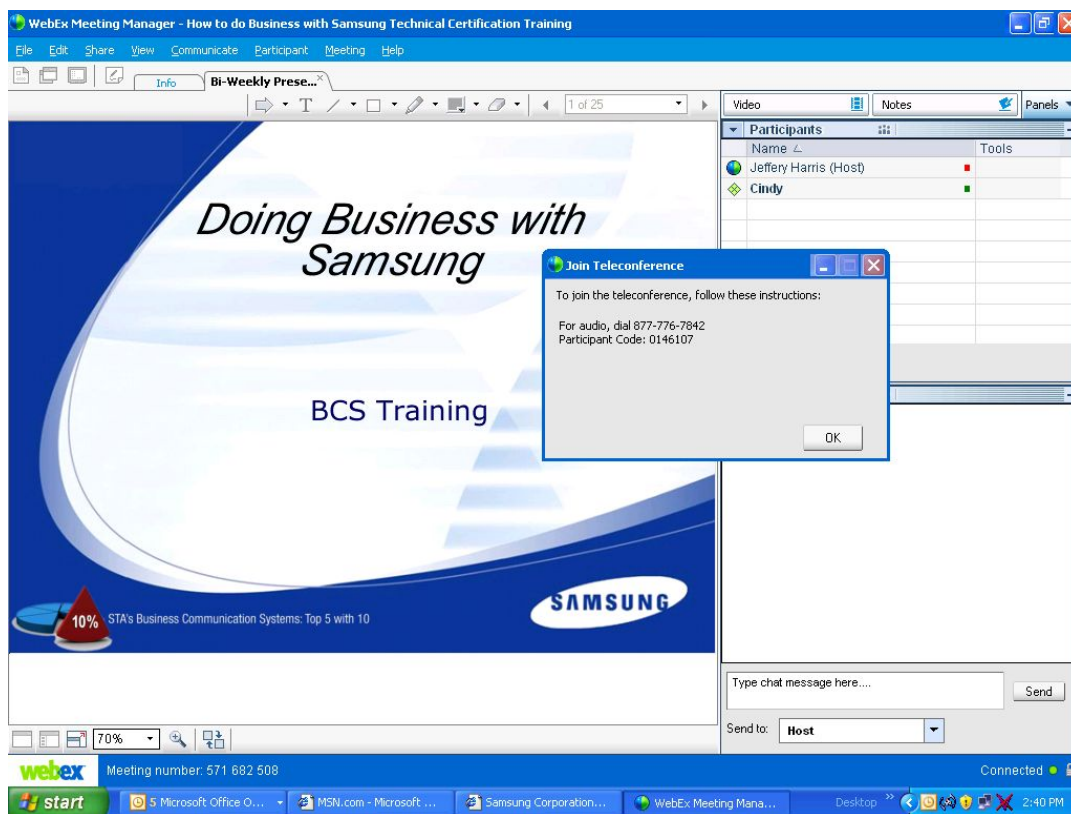 WebEx Meeting Manager - How to do Business with Samsung Technical Certification Training
File Edit Share View Communicate Participant Meeting Help
Info Bi-Weekly Prese...
T 1 of 25
Video Notes Panels
Participants
Name Tools
Jeffery Harris (Host)
Cindy
Doing Business with
Samsung
BCS Training
Join Teleconference
To join the teleconference, follow these instructions:
For audio, dial 877-776-7842
Participant Code: 0146107
OK
10% STA's Business Communication Systems: Top 5 with 10
SAMSUNG
Type chat message here....
Send
Send to: Host
70%
webex Meeting number: 571 682 508 Connected
start 5 Microsoft Office O... MSN.com - Microsoft ... Samsung Corporation... WebEx Meeting Mana... Desktop 2:40 PM